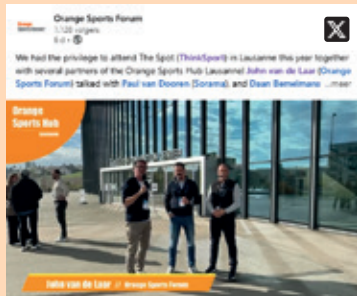 Orange Sports Forum
1,120 volgers
6 d •
We had the privilege to attend The Spot (ThinkSport) in Lausanne this year together
with several partners of the Orange Sports Hub Lausanne! John van de Laar (Orange
Sports Forum) talked with Paul van Dooren (Sorama), and Daan Bemelmans ...meer
Orange
Sports Hub
John van de Laar // Orange Sports Forum